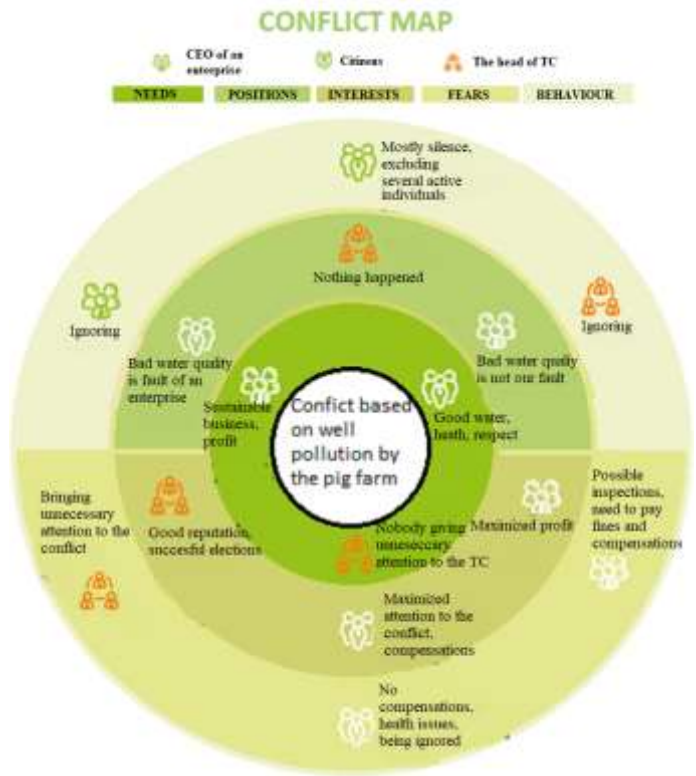 CONFLICT MAP
CEO of an
enterprise
Citizens
The head of TC
NEEDS
POSITIONS
INTERESTS
FEARS
BEHAVIOUR
Mostly silence,
excluding
several active
individuals
Nothing happened
Ignoring
Ignoring
Bad water quality
is fault of an
enterprise
Bad water quality
is not our fault
Sustainable
business,
profit
Good water,
heath, respect
Confict based
on well
pollution by
the pig farm
Bringing
unnecessary
attention to the
conflict
Good reputation,
succesful elections
Nobody giving
unneseccary
attention to the TC
Maximized profit
Possible
inspections,
need to pay
fines and
compensations
Maximized
attention to the
conflict,
compensations
No
compensations,
health issues,
being ignored